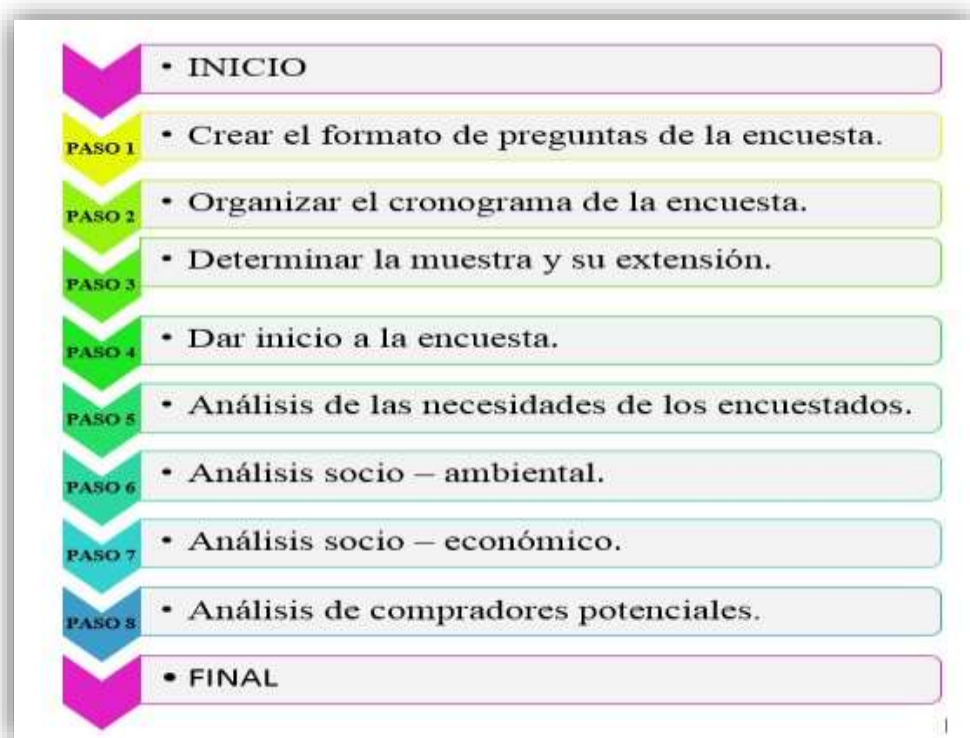 • INICIO
PASO 1 • Crear el formato de preguntas de la encuesta.
PASO 2 • Organizar el cronograma de la encuesta.
PASO 3 • Determinar la muestra y su extensión.
PASO 4 • Dar inicio a la encuesta.
PASO 5 • Análisis de las necesidades de los encuestados.
PASO 6 • Análisis socio – ambiental.
PASO 7 • Análisis socio – económico.
PASO 8 • Análisis de compradores potenciales.
• FINAL